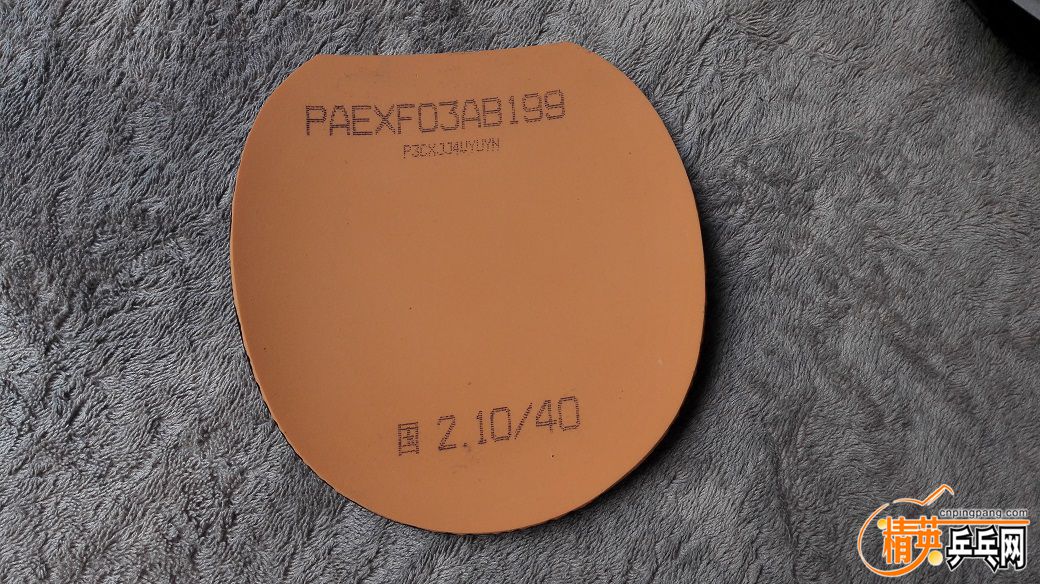 PAEXF03AB199
P3CXJJ4UYUYN
国 2.10/40
cnpingpang.com
精英乒乓网